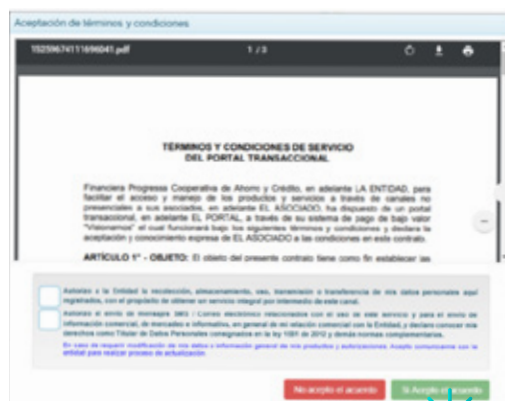 Aceptación de términos y condiciones
15259674111696041.pdf 1 / 3
TÉRMINOS Y CONDICIONES DE SERVICIO
DEL PORTAL TRANSACCIONAL
Financiera Progressa Cooperativa de Ahorro y Crédito, en adelante LA ENTIDAD, para
facilitar el acceso y manejo de los productos y servicios a través de canales no
presenciales a sus asociados, en adelante EL ASOCIADO, ha dispuesto de un portal
transaccional, en adelante EL PORTAL, a través de su sistema de pago de bajo valor
"Visionamos" el cual funcionará bajo los siguientes términos y condiciones y declara la
aceptación y conocimiento expresa de EL ASOCIADO a las condiciones en este contrato.
ARTÍCULO 1° - OBJETO: El objeto del presente contrato tiene como fin establecer las
Autorizo a la Entidad la recolección, almacenamiento, uso, transmisión o transferencia de mis datos personales aquí
registrados, con el propósito de obtener un servicio integral por intermedio de este canal.
Autorizo el envío de mensajes SMS / Correo electrónico relacionados con el uso de este servicio y para el envío de
información comercial, de mercadeo e informativo, en general de mi relación comercial con la Entidad, y declaro conocer mis
derechos como Titular de Datos Personales consignados en la ley 1581 de 2012 y demás normas complementarias.
En caso de requerir modificación de mis datos o información general de mis productos y autorizaciones. Acepto comunicarme con la
entidad para realizar proceso de actualización.
No acepto el acuerdo Si Acepto el acuerdo